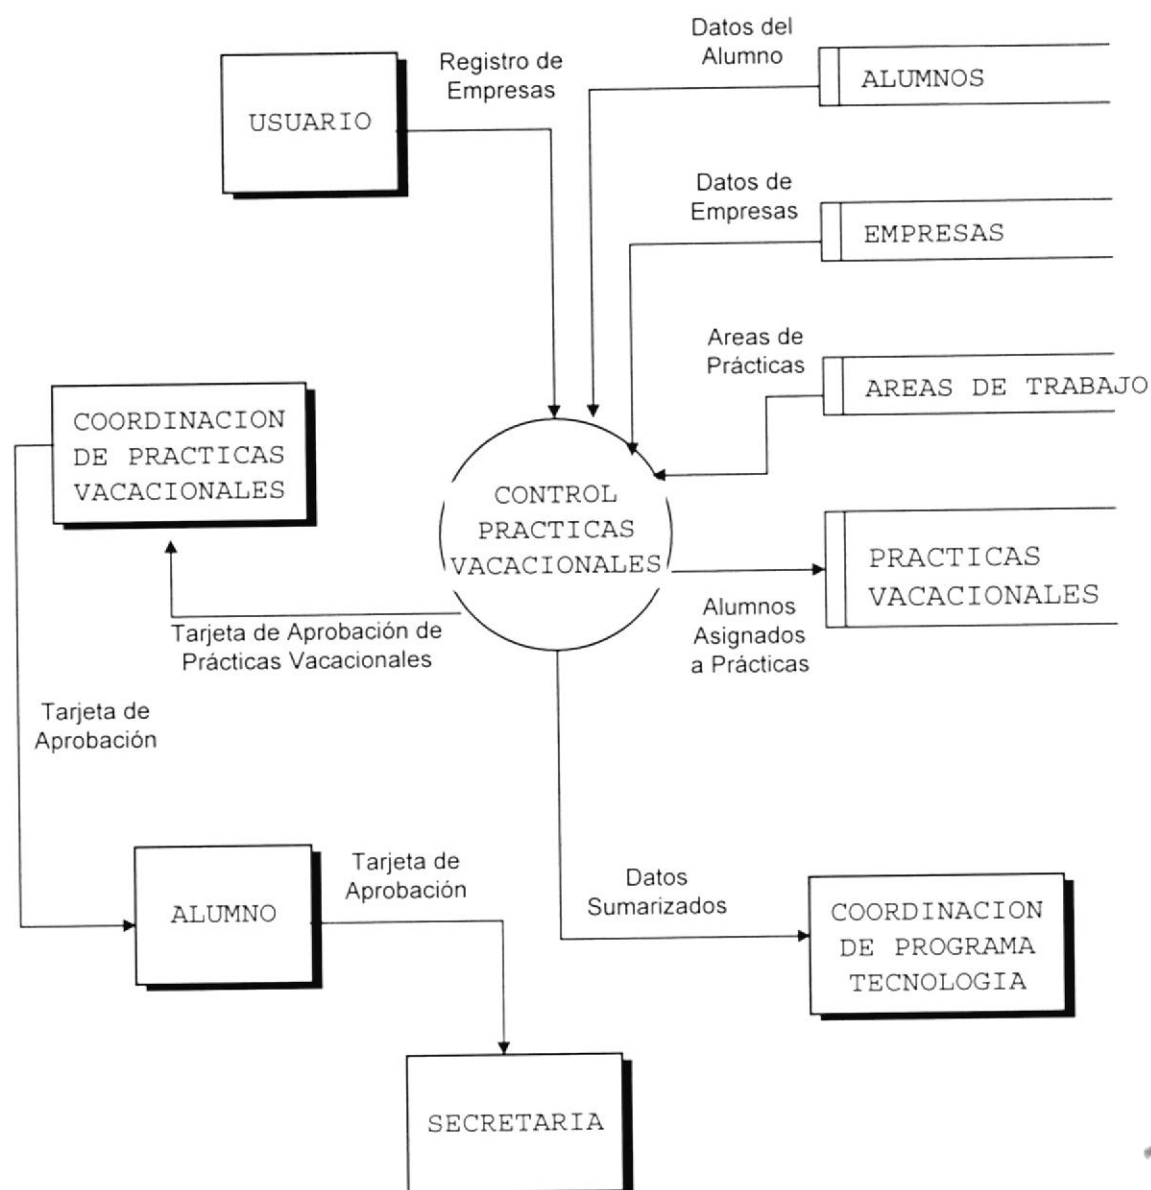 Datos del
Alumno
Registro de
Empresas
ALUMNOS
USUARIO
Datos de
Empresas
EMPRESAS
Areas de
Prácticas
AREAS DE TRABAJO
COORDINACION
DE PRACTICAS
VACACIONALES
CONTROL
PRACTICAS
VACACIONALES
PRACTICAS
VACACIONALES
Alumnos
Asignados
a Prácticas
Tarjeta de Aprobación de
Prácticas Vacacionales
Tarjeta de
Aprobación
ALUMNO
Tarjeta de
Aprobación
Datos
Sumarizados
COORDINACION
DE PROGRAMA
TECNOLOGIA
SECRETARIA